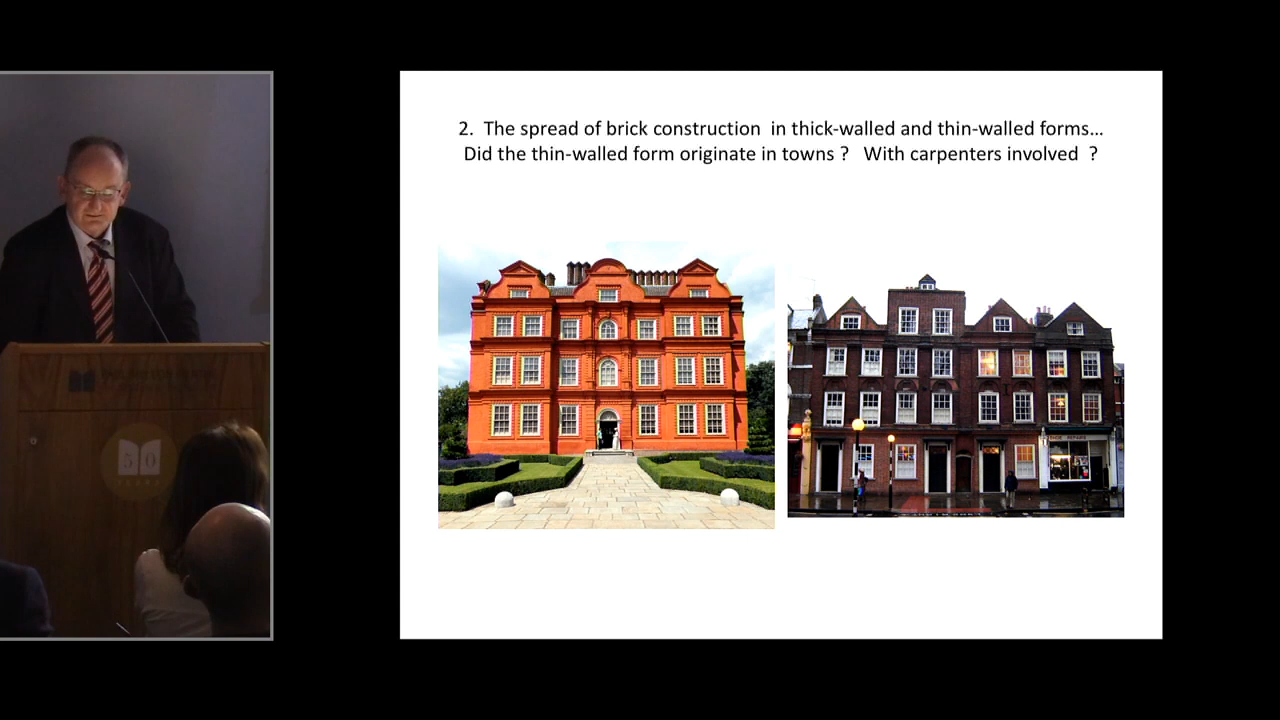 2. The spread of brick construction in thick-walled and thin-walled forms…
Did the thin-walled form originate in towns ? With carpenters involved ?
50